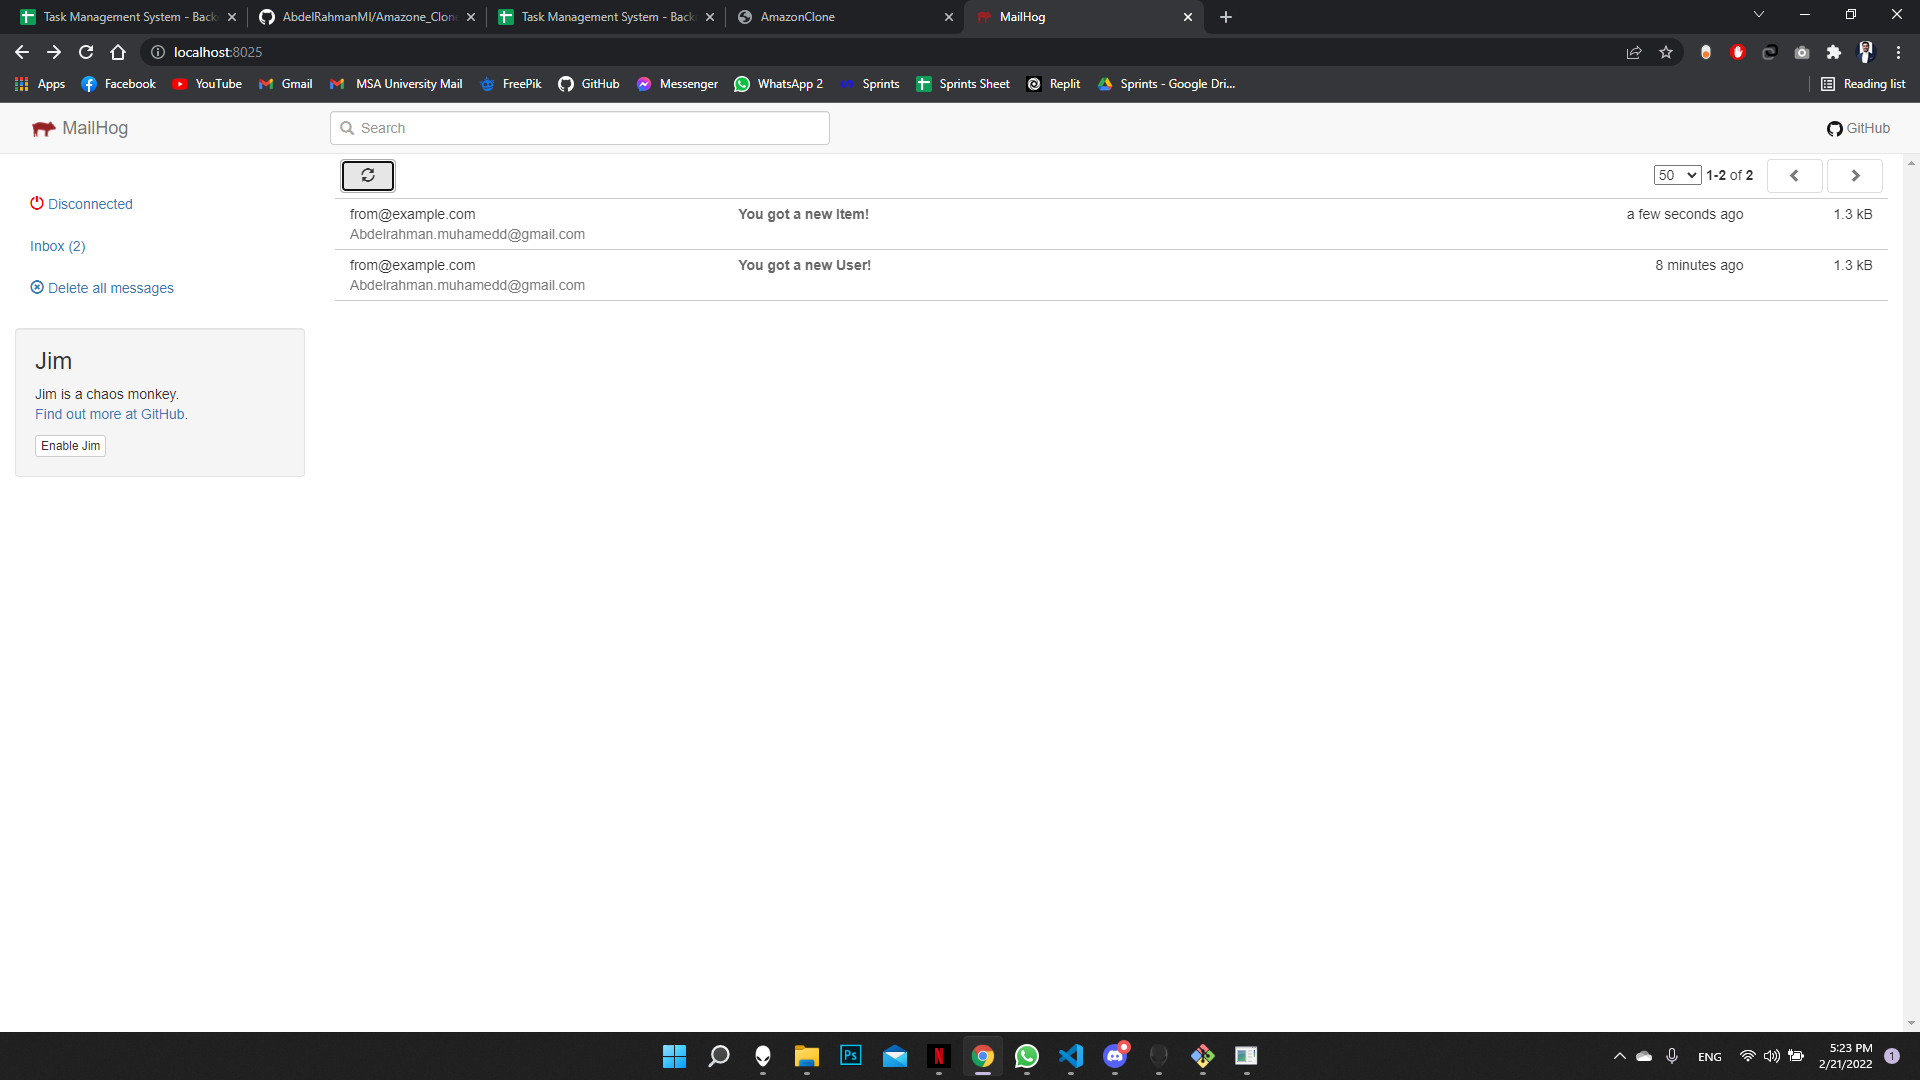 Task Management System - Back
AbdelRahmanMI/Amazone_Clon
Task Management System - Back
AmazonClone
MailHog
localhost:8025
Apps
Facebook
YouTube
Gmail
MSA University Mail
FreePik
GitHub
Messenger
WhatsApp 2
Sprints
Sprints Sheet
Replit
Sprints - Google Dri...
Reading list
MailHog
Search
GitHub
50
1-2 of 2
Disconnected
Inbox (2)
Delete all messages
Jim
Jim is a chaos monkey.
Find out more at GitHub.
Enable Jim
from@example.com
You got a new Item!
a few seconds ago
1.3 kB
Abdelrahman.muhamedd@gmail.com
from@example.com
You got a new User!
8 minutes ago
1.3 kB
Abdelrahman.muhamedd@gmail.com
Ps
N
ENG
5:23 PM
2/21/2022
1